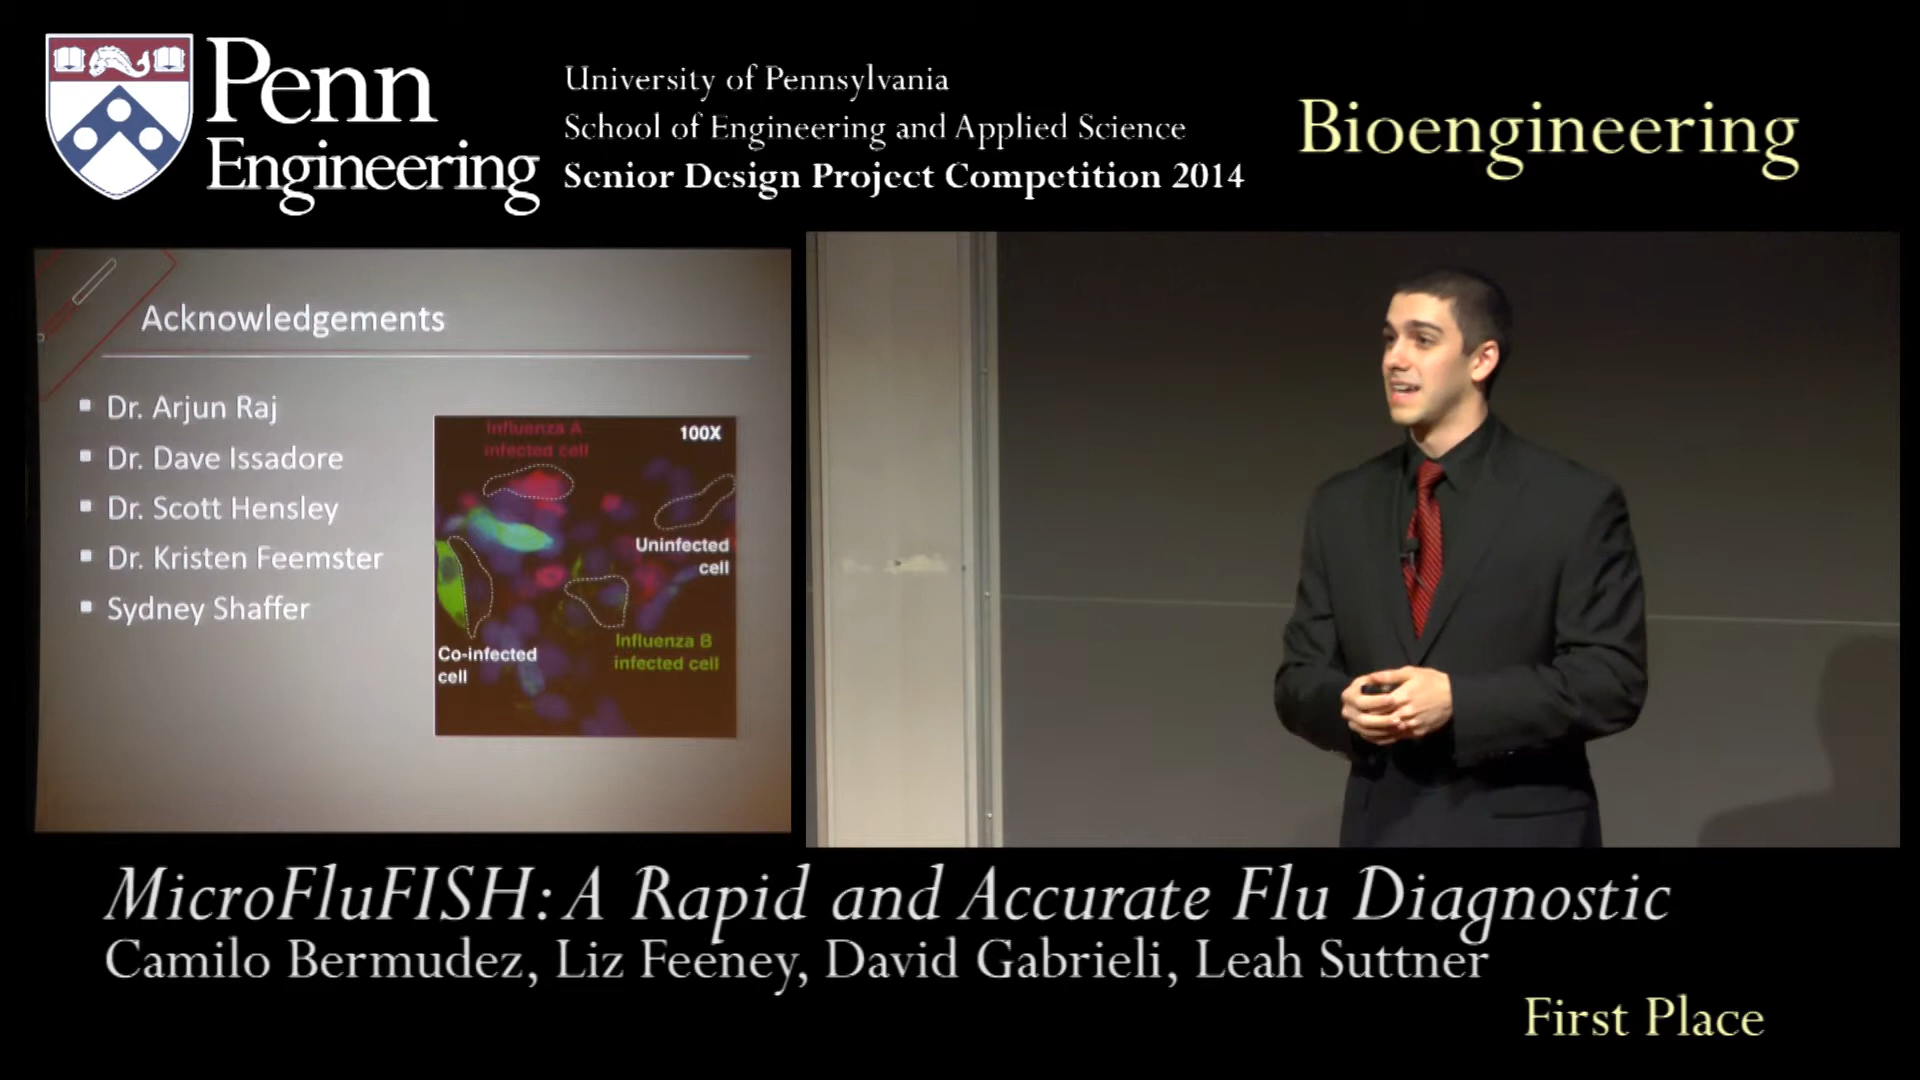 Penn
Engineering
University of Pennsylvania
School of Engineering and Applied Science
Senior Design Project Competition 2014
Bioengineering
Acknowledgements
Dr. Arjun Raj
Dr. Dave Issadore
Dr. Scott Hensley
Dr. Kristen Feemster
Sydney Shaffer
Influenza A
infected cell
100X
Uninfected
cell
Co-infected
cell
Influenza B
infected cell
MicroFluFISH: A Rapid and Accurate Flu Diagnostic
Camilo Bermudez, Liz Feeney, David Gabrieli, Leah Suttner
First Place